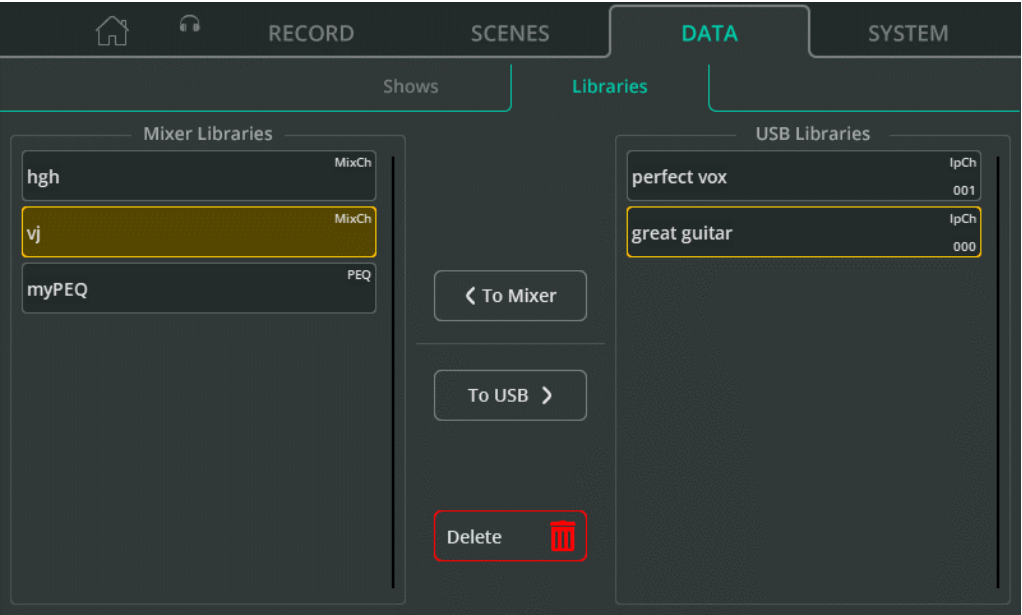 RECORD SCENES DATA SYSTEM
Shows Libraries
Mixer Libraries
hgh MixCh
vj MixCh
myPEQ PEQ
To Mixer
To USB
Delete
USB Libraries
perfect vox IpCh
001
great guitar IpCh
000